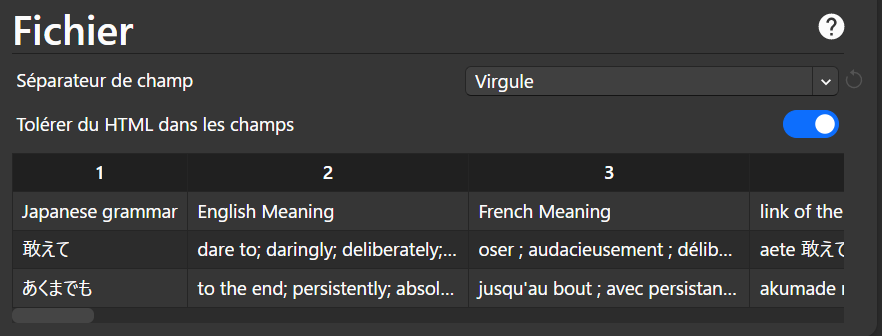 Fichier
Séparateur de champ Virgule
Tolérer du HTML dans les champs
1 2 3
Japanese grammar English Meaning French Meaning link of the
敢えて dare to; daringly; deliberately;... oser ; audacieusement ; délib... aete 敢えて
あくまでも to the end; persistently; absol... jusqu'au bout ; avec persistan... akumade